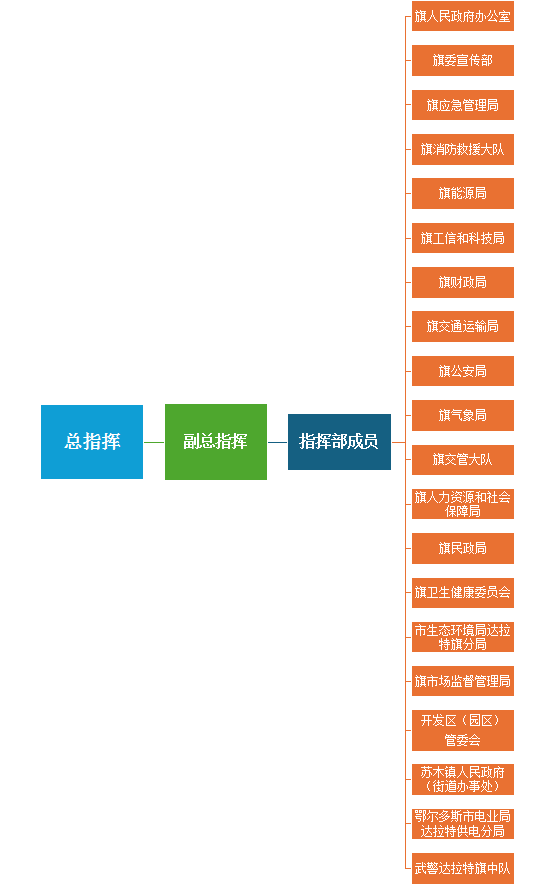 总指挥
副总指挥
指挥部成员
旗人民政府办公室
旗委宣传部
旗应急管理局
旗消防救援大队
旗能源局
旗工信和科技局
旗财政局
旗交通运输局
旗公安局
旗气象局
旗交管大队
旗人力资源和社会
保障局
旗民政局
旗卫生健康委员会
市生态环境局达拉
特旗分局
旗市场监督管理局
开发区（园区）
管委会
苏木镇人民政府
（街道办事处）
鄂尔多斯市电业局
达拉特供电分局
武警达拉特旗中队